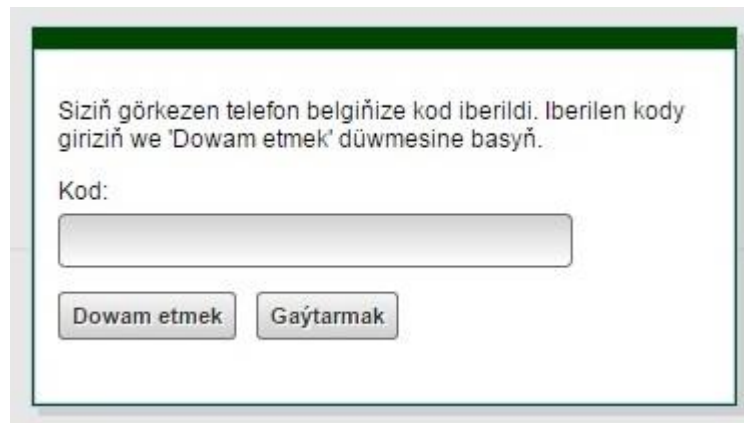 Siziň görkezen telefon belgiňize kod iberildi. Iberilen kody
giriziň we 'Dowam etmek' düwmesine basyň.
Kod:
Dowam etmek Gaýtarmak